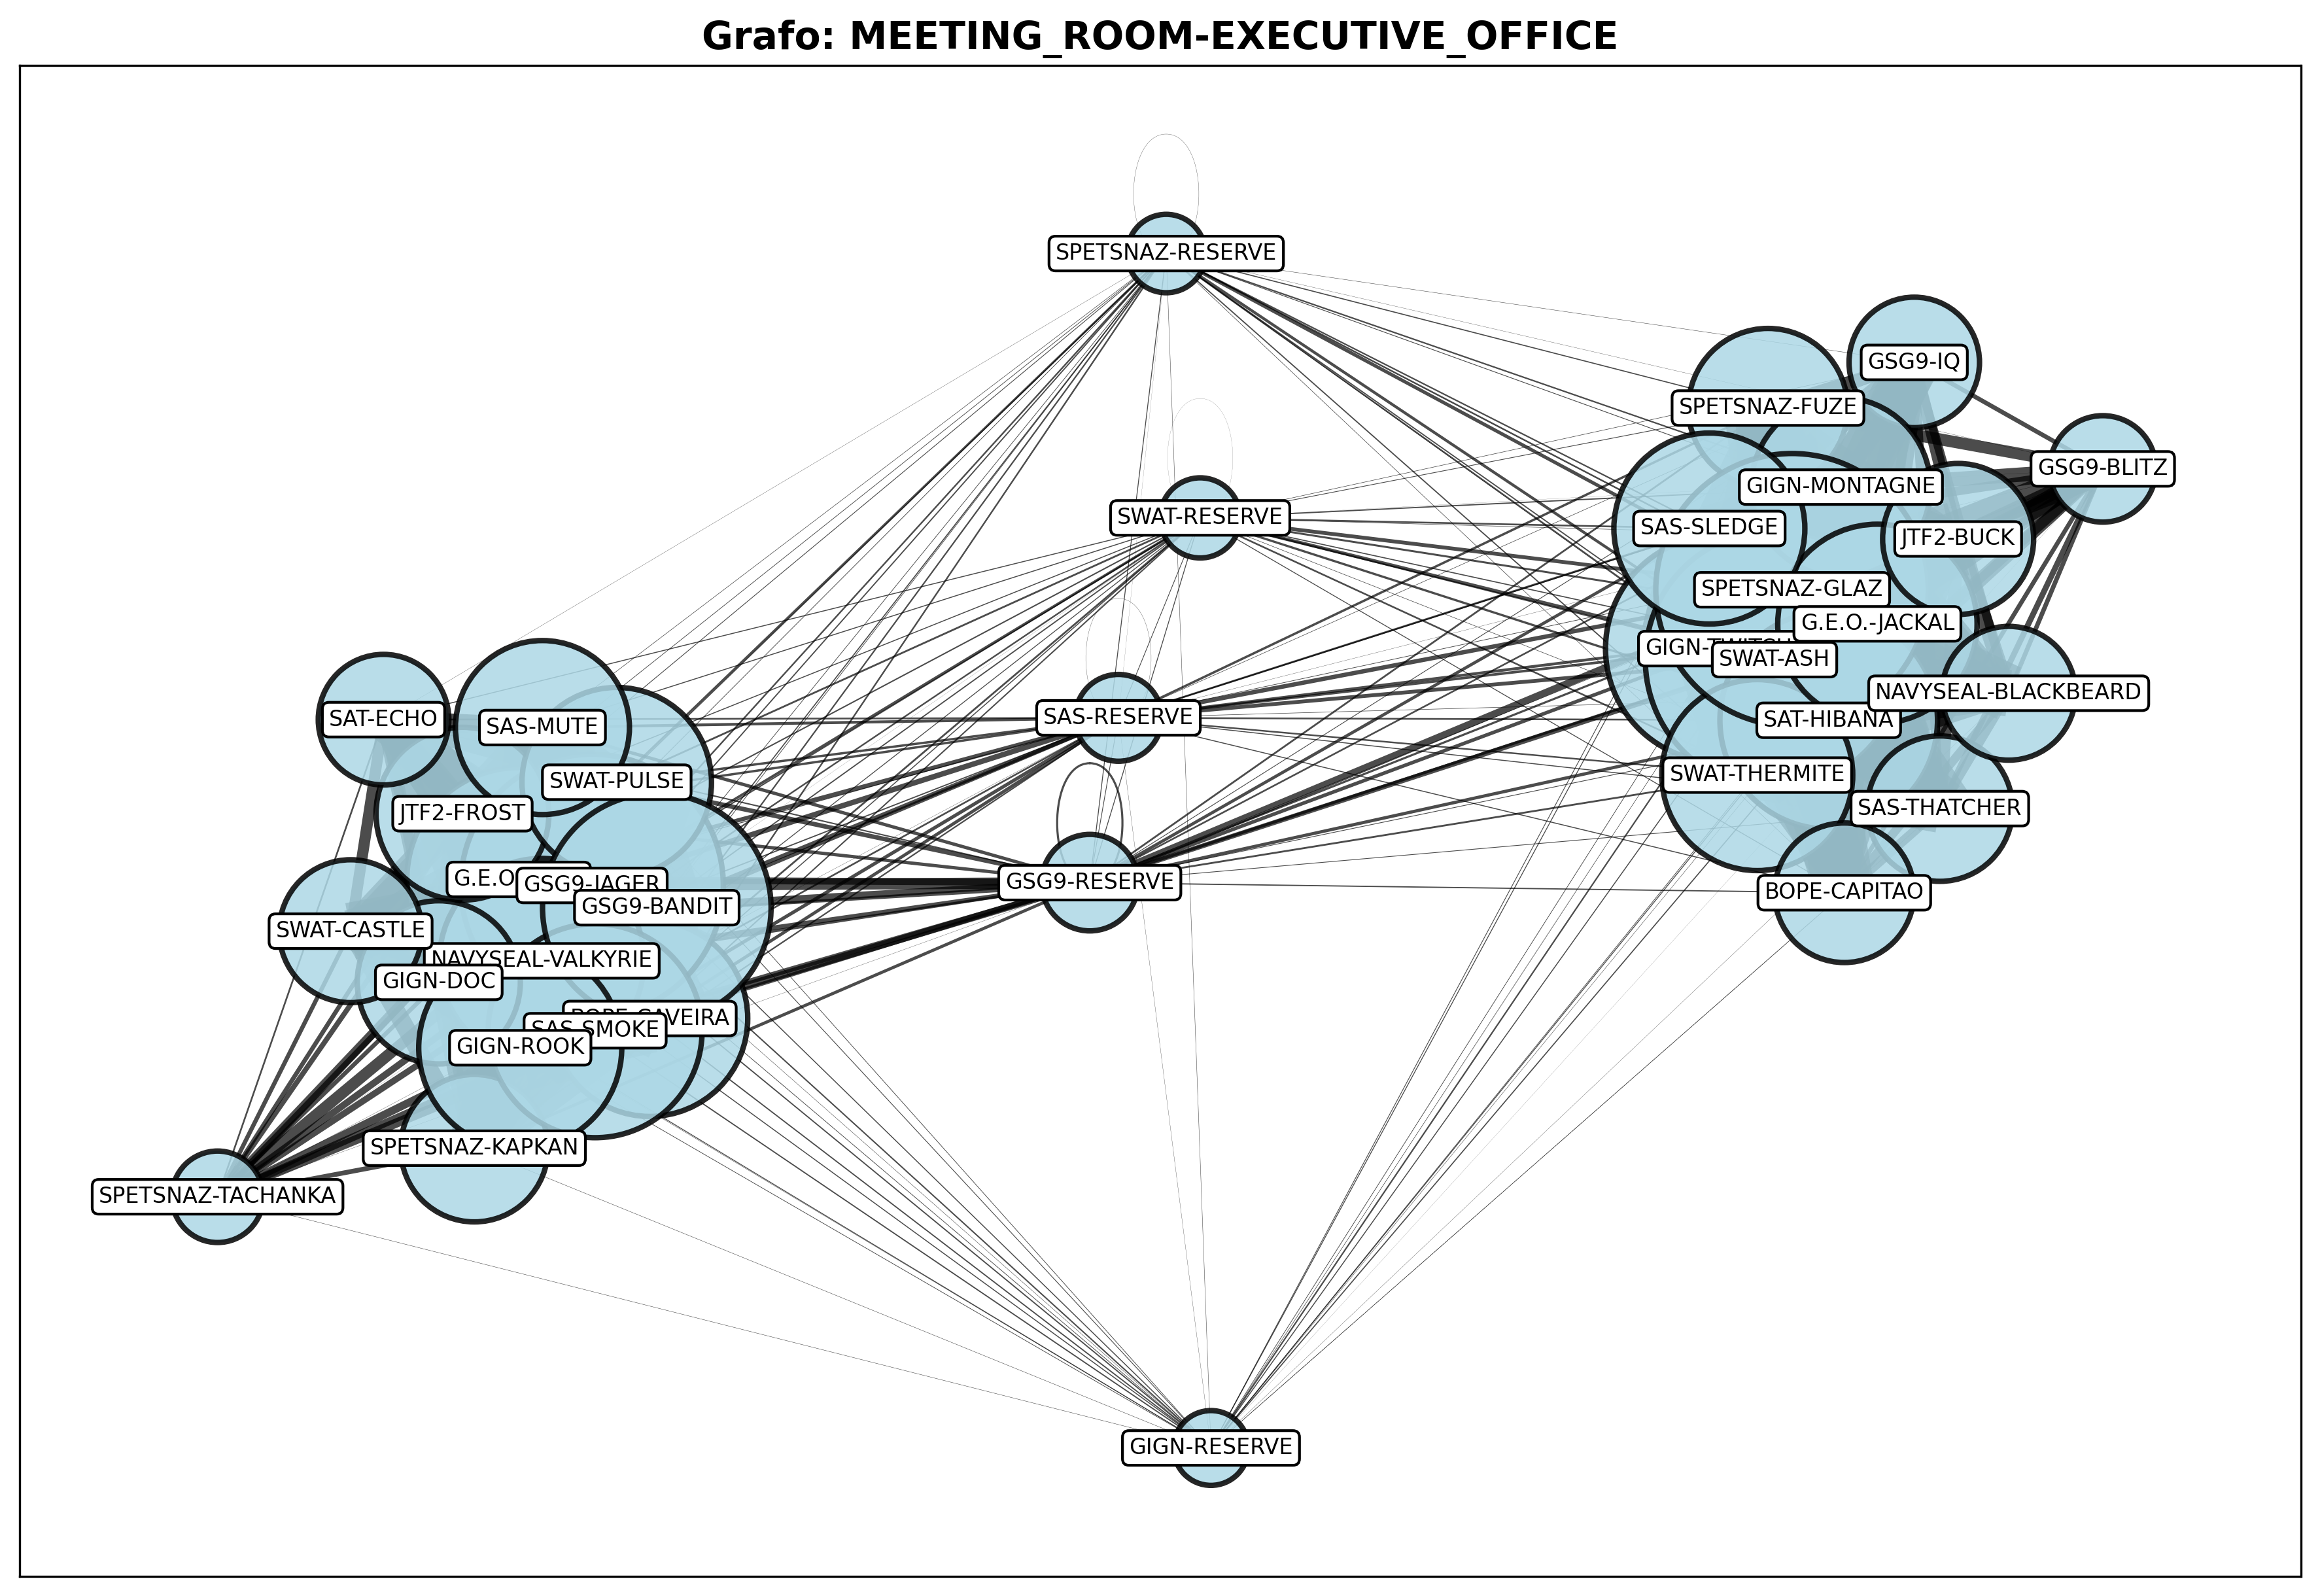 Grafo: MEETING_ROOM-EXECUTIVE_OFFICE
SPETSNAZ-RESERVE
GSG9-IQ
SPETSNAZ-FUZE
GSG9-BLITZ
GIGN-MONTAGNE
SWAT-RESERVE
SAS-SLEDGE
JTF2-BUCK
SPETSNAZ-GLAZ
G.E.O.-JACKAL
GIGN-TWITCH
SWAT-ASH
NAVYSEAL-BLACKBEARD
SAT-ECHO
SAS-MUTE
SAS-RESERVE
SAT-HIBANA
SWAT-PULSE
SWAT-THERMITE
JTF2-FROST
SAS-THATCHER
G.E.O
GSG9-JAGER
GSG9-RESERVE
BOPE-CAPITAO
GSG9-BANDIT
SWAT-CASTLE
NAVYSEAL-VALKYRIE
GIGN-DOC
BOPE-CAVEIRA
SAS-SMOKE
GIGN-ROOK
SPETSNAZ-KAPKAN
SPETSNAZ-TACHANKA
GIGN-RESERVE